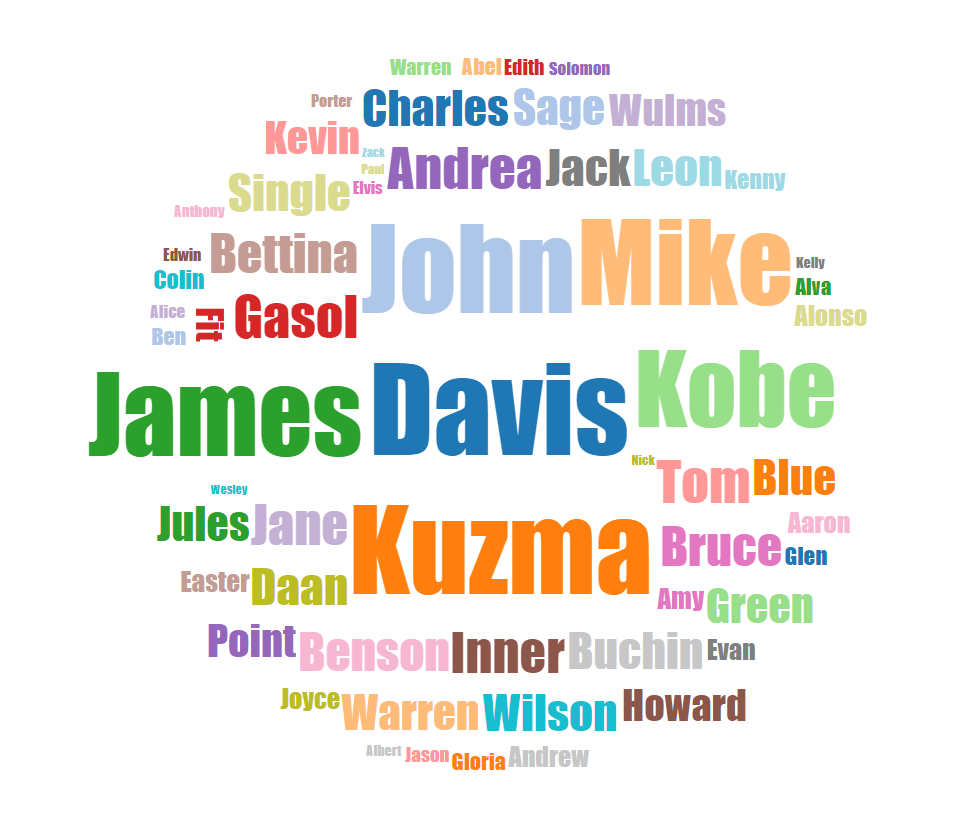 Warren Abel Edith Solomon
Porter Charles Sage Wulms
Kevin Zack
Paul Andrea Jack Leon Kenny
Single Elvis
Anthony
John Mike
Edwin Bettina Kelly
Colin Alva
Alice Fit Gasol Alonso
Ben
James Davis Kobe
Nick Tom Blue
Wesley
Jules Jane Kuzma Bruce Aaron
Glen
Easter Daan Amy Green
Point Benson Inner Buchin Evan
Joyce Warren Wilson Howard
Albert Jason Gloria Andrew